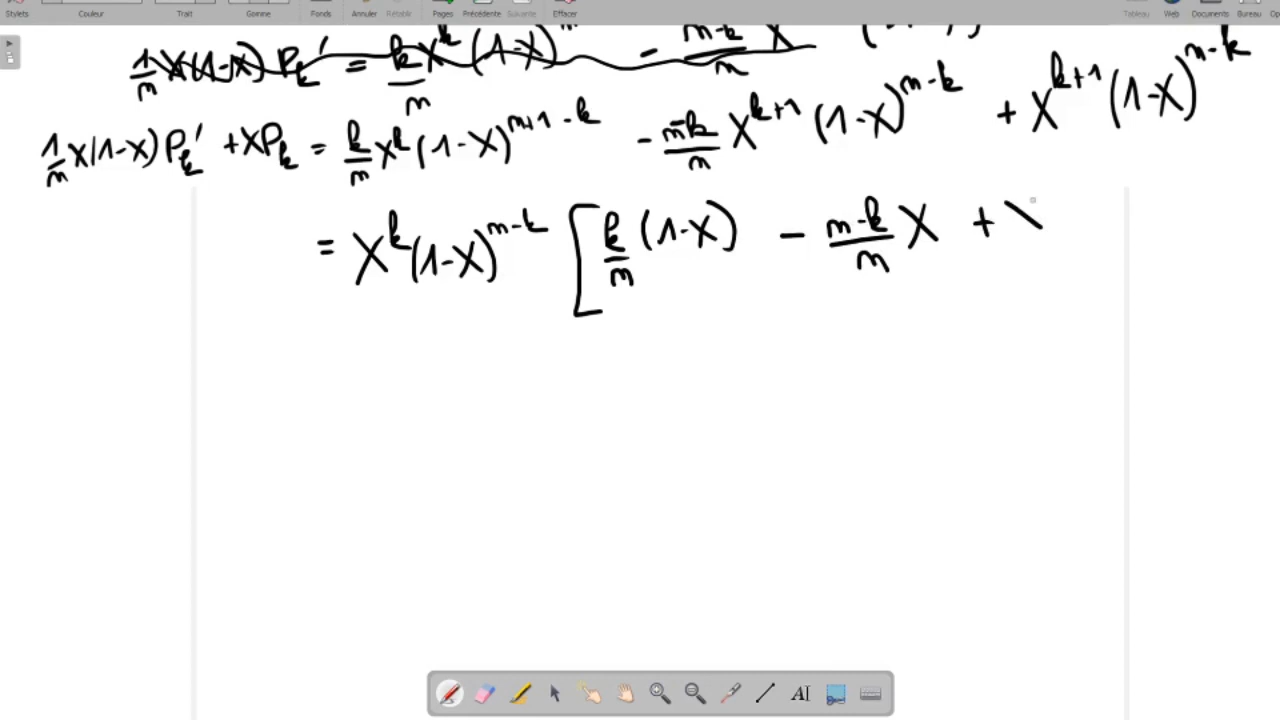 Stylets Couleur Trait Gomme Fonds Annuler Rétablir Pages Précédente Suivante Effacer Tableau Web Documents Bureau
1/n X(1-X) P_k' = k/n X^k (1-X)^n - n-k/n X
1/n X(1-X) P_k' + XP_k = k/n X^k (1-X)^{n+1-k} - n-k/n X^{k+1} (1-X)^{n-k} + X^{k+1} (1-X)^{n-k}
= X^k (1-X)^{n-k} [ k/n (1-X) - n-k/n X + \
AI